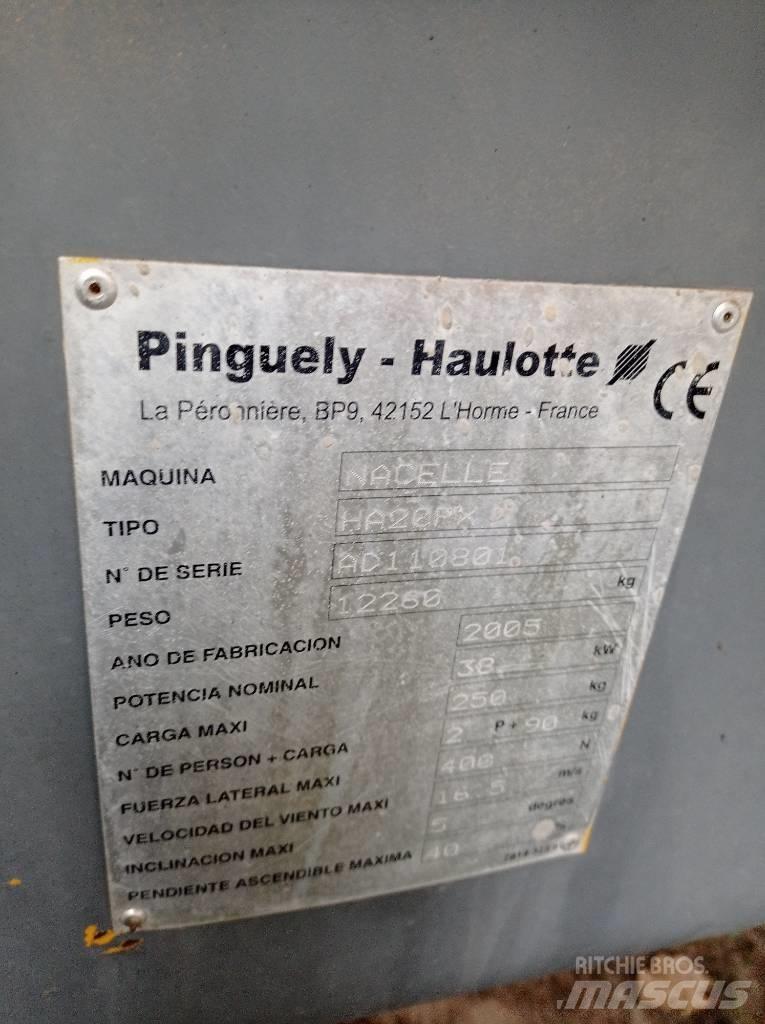 Pinguely - Haulotte CE
La Péronnière, BP9, 42152 L'Horme - France
MAQUINA NACELLE
TIPO HA20PX
N° DE SERIE AD110801
PESO 12260 kg
ANO DE FABRICACION 2005
POTENCIA NOMINAL 38 kW
CARGA MAXI 250 kg
N° DE PERSON + CARGA 2 P + 90 kg
FUERZA LATERAL MAXI 400 N
VELOCIDAD DEL VIENTO MAXI 16.5 m/s
INCLINACION MAXI 5 degres
PENDIENTE ASCENDIBLE MAXIMA 40
RITCHIE BROS.
MASCUS